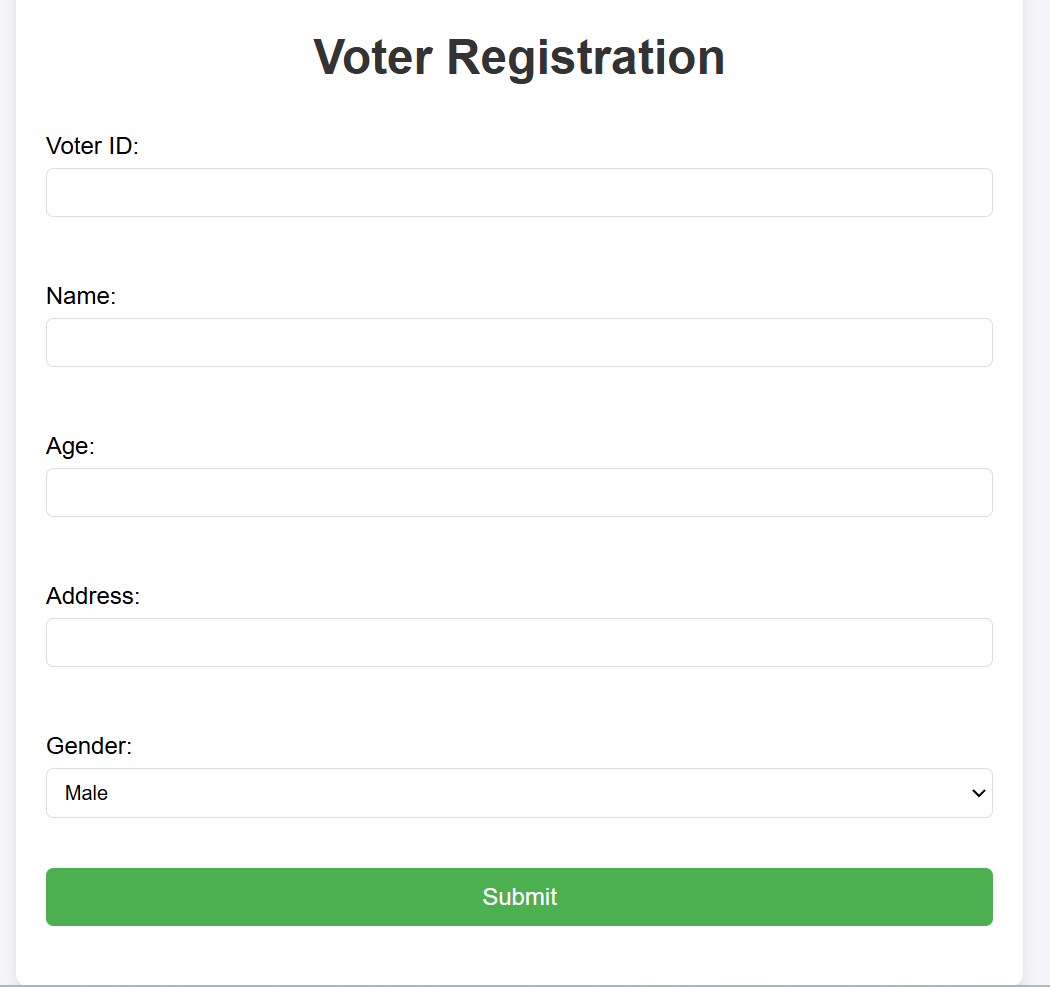 Voter Registration
Voter ID:
Name:
Age:
Address:
Gender:
Male
Submit